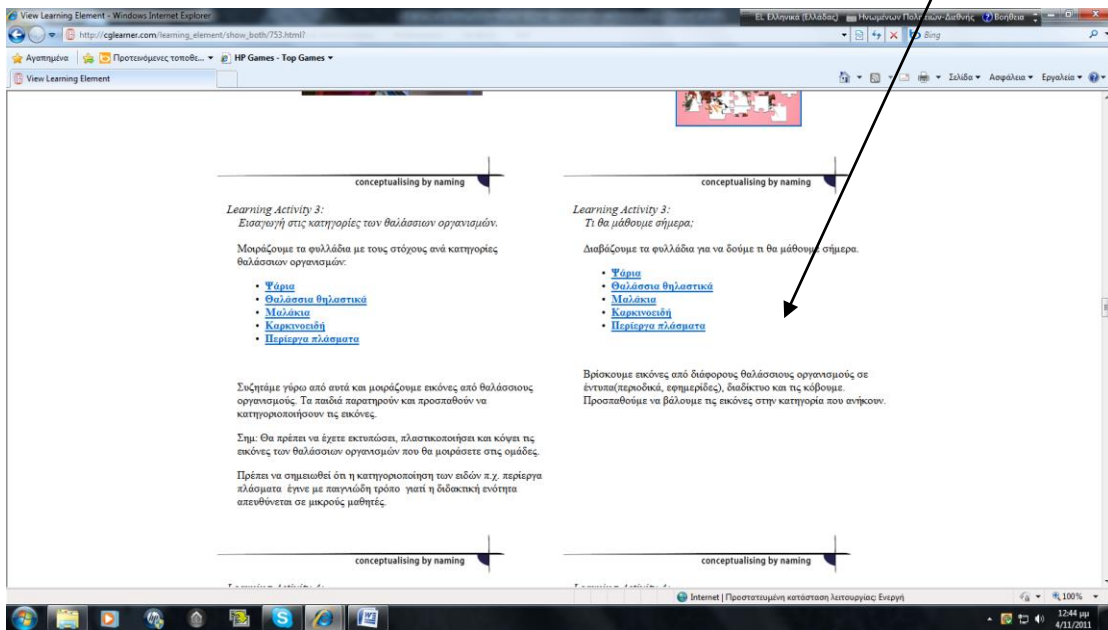 View Learning Element - Windows Internet Explorer
EL Ελληνικά (Ελλάδας) Ηνωμένων Πολιτειών-Διεθνής Βοήθεια
http://cglearner.com/learning_element/show_both/753.html?
Bing
Αγαπημένα Προτεινόμενες τοποθε... HP Games - Top Games
View Learning Element
Σελίδα Ασφάλεια Εργαλεία
conceptualising by naming
Learning Activity 3:
Εισαγωγή στις κατηγορίες των θαλάσσιων οργανισμών.
Μοιράζουμε τα φυλλάδια με τους στόχους ανά κατηγορίες
θαλάσσιων οργανισμών:
• Ψάρια
• Θαλάσσια θηλαστικά
• Μαλάκια
• Καρκινοειδή
• Περίεργα πλάσματα
Συζητάμε γύρω από αυτά και μοιράζουμε εικόνες από θαλάσσιους
οργανισμούς. Τα παιδιά παρατηρούν και προσπαθούν να
κατηγοριοποιήσουν τις εικόνες.
Σημ: Θα πρέπει να έχετε εκτυπώσει, πλαστικοποιήσει και κόψει τις
εικόνες των θαλάσσιων οργανισμών που θα μοιράσετε στις ομάδες.
Πρέπει να σημειωθεί ότι η κατηγοριοποίηση των ειδών π.χ. περίεργα
πλάσματα έγινε με παιγνιώδη τρόπο γιατί η διδακτική ενότητα
απευθύνεται σε μικρούς μαθητές.
conceptualising by naming
conceptualising by naming
Learning Activity 3:
Τι θα μάθουμε σήμερα;
Διαβάζουμε τα φυλλάδια για να δούμε τι θα μάθουμε σήμερα.
• Ψάρια
• Θαλάσσια θηλαστικά
• Μαλάκια
• Καρκινοειδή
• Περίεργα πλάσματα
Βρίσκουμε εικόνες από διάφορους θαλάσσιους οργανισμούς σε
έντυπα(περιοδικά, εφημερίδες), διαδίκτυο και τις κόβουμε.
Προσπαθούμε να βάλουμε τις εικόνες στην κατηγορία που ανήκουν.
conceptualising by naming
Internet | Προστατευμένη κατάσταση λειτουργίας: Ενεργή
100%
12:44 μμ
4/11/2011